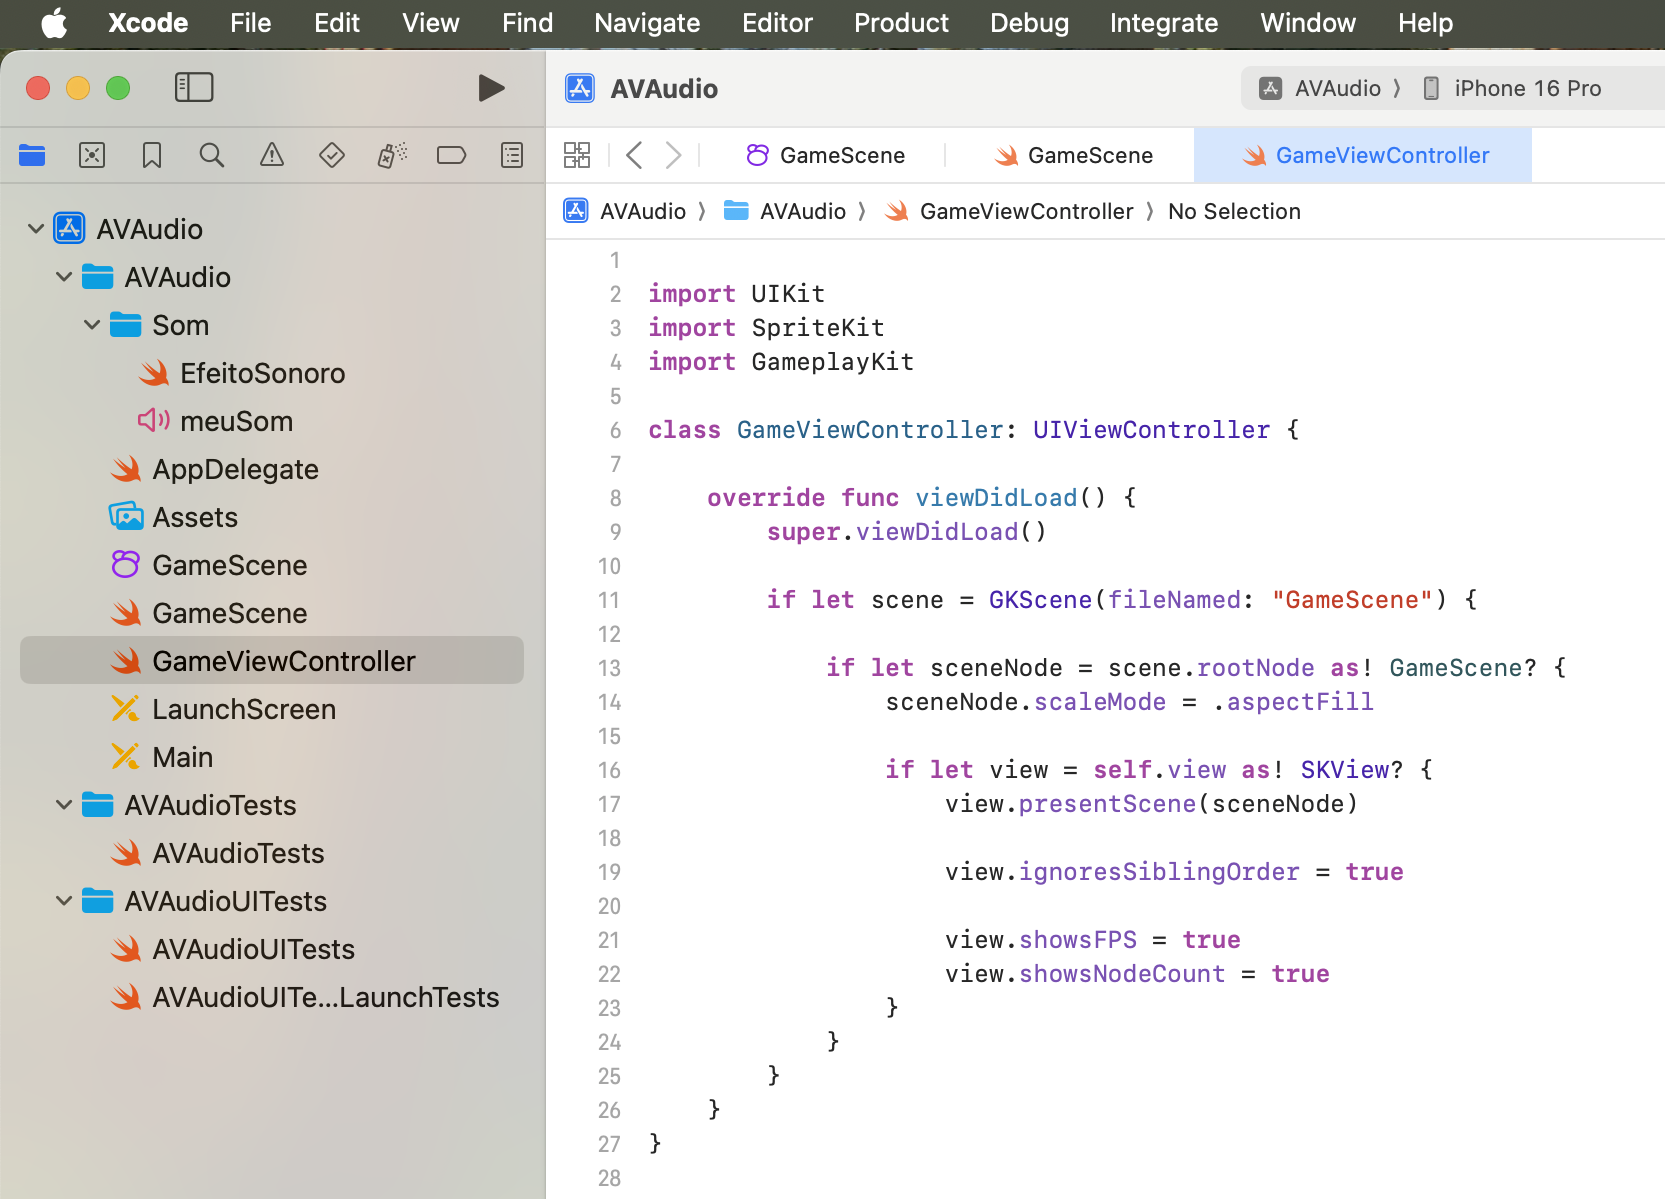 Xcode File Edit View Find Navigate Editor Product Debug Integrate Window Help
AVAudio
AVAudio 〉 iPhone 16 Pro
GameScene GameScene GameViewController
AVAudio 〉 AVAudio 〉 GameViewController 〉 No Selection
AVAudio
AVAudio
Som
EfeitoSonoro
meuSom
AppDelegate
Assets
GameScene
GameScene
GameViewController
LaunchScreen
Main
AVAudioTests
AVAudioTests
AVAudioUITests
AVAudioUITests
AVAudioUITe...LaunchTests
1
2 import UIKit
3 import SpriteKit
4 import GameplayKit
5
6 class GameViewController: UIViewController {
7
8     override func viewDidLoad() {
9         super.viewDidLoad()
10
11         if let scene = GKScene(fileNamed: "GameScene") {
12
13             if let sceneNode = scene.rootNode as! GameScene? {
14                 sceneNode.scaleMode = .aspectFill
15
16                 if let view = self.view as! SKView? {
17                     view.presentScene(sceneNode)
18
19                     view.ignoresSiblingOrder = true
20
21                     view.showsFPS = true
22                     view.showsNodeCount = true
23                 }
24             }
25         }
26     }
27 }
28